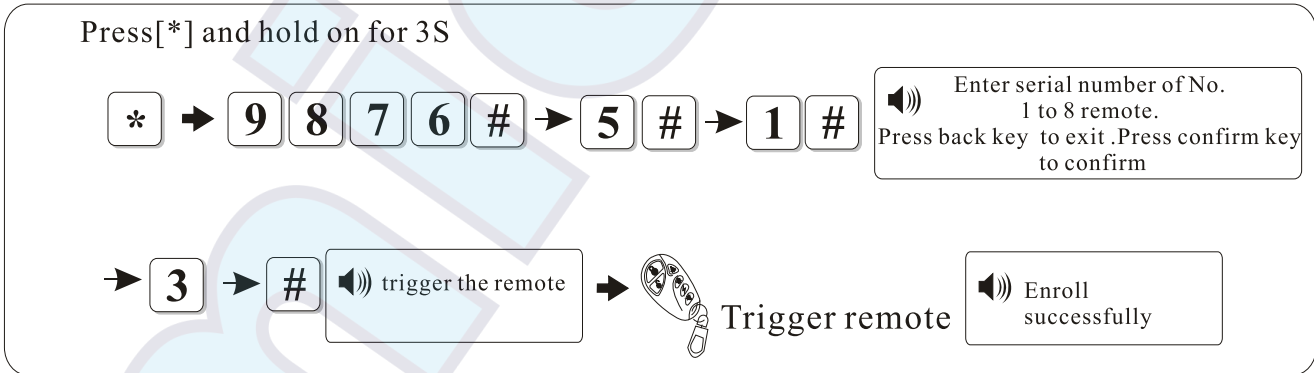 Press[*] and hold on for 3S
* 9 8 7 6 # 5 # 1 #
Enter serial number of No.
1 to 8 remote.
Press back key to exit .Press confirm key
to confirm
3 # trigger the remote
Trigger remote
Enroll
successfully